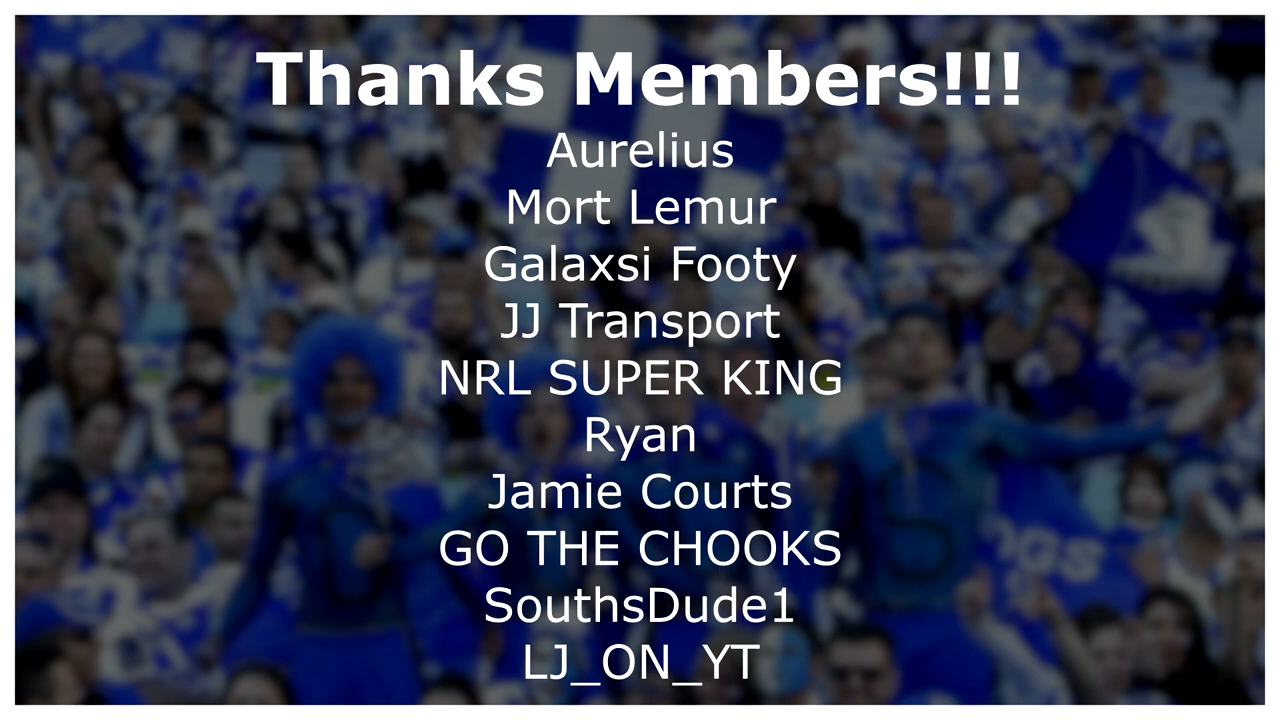 Thanks Members!!!
Aurelius
Mort Lemur
Galaxsi Footy
JJ Transport
NRL SUPER KING
Ryan
Jamie Courts
GO THE CHOOKS
SouthsDude1
LJ_ON_YT